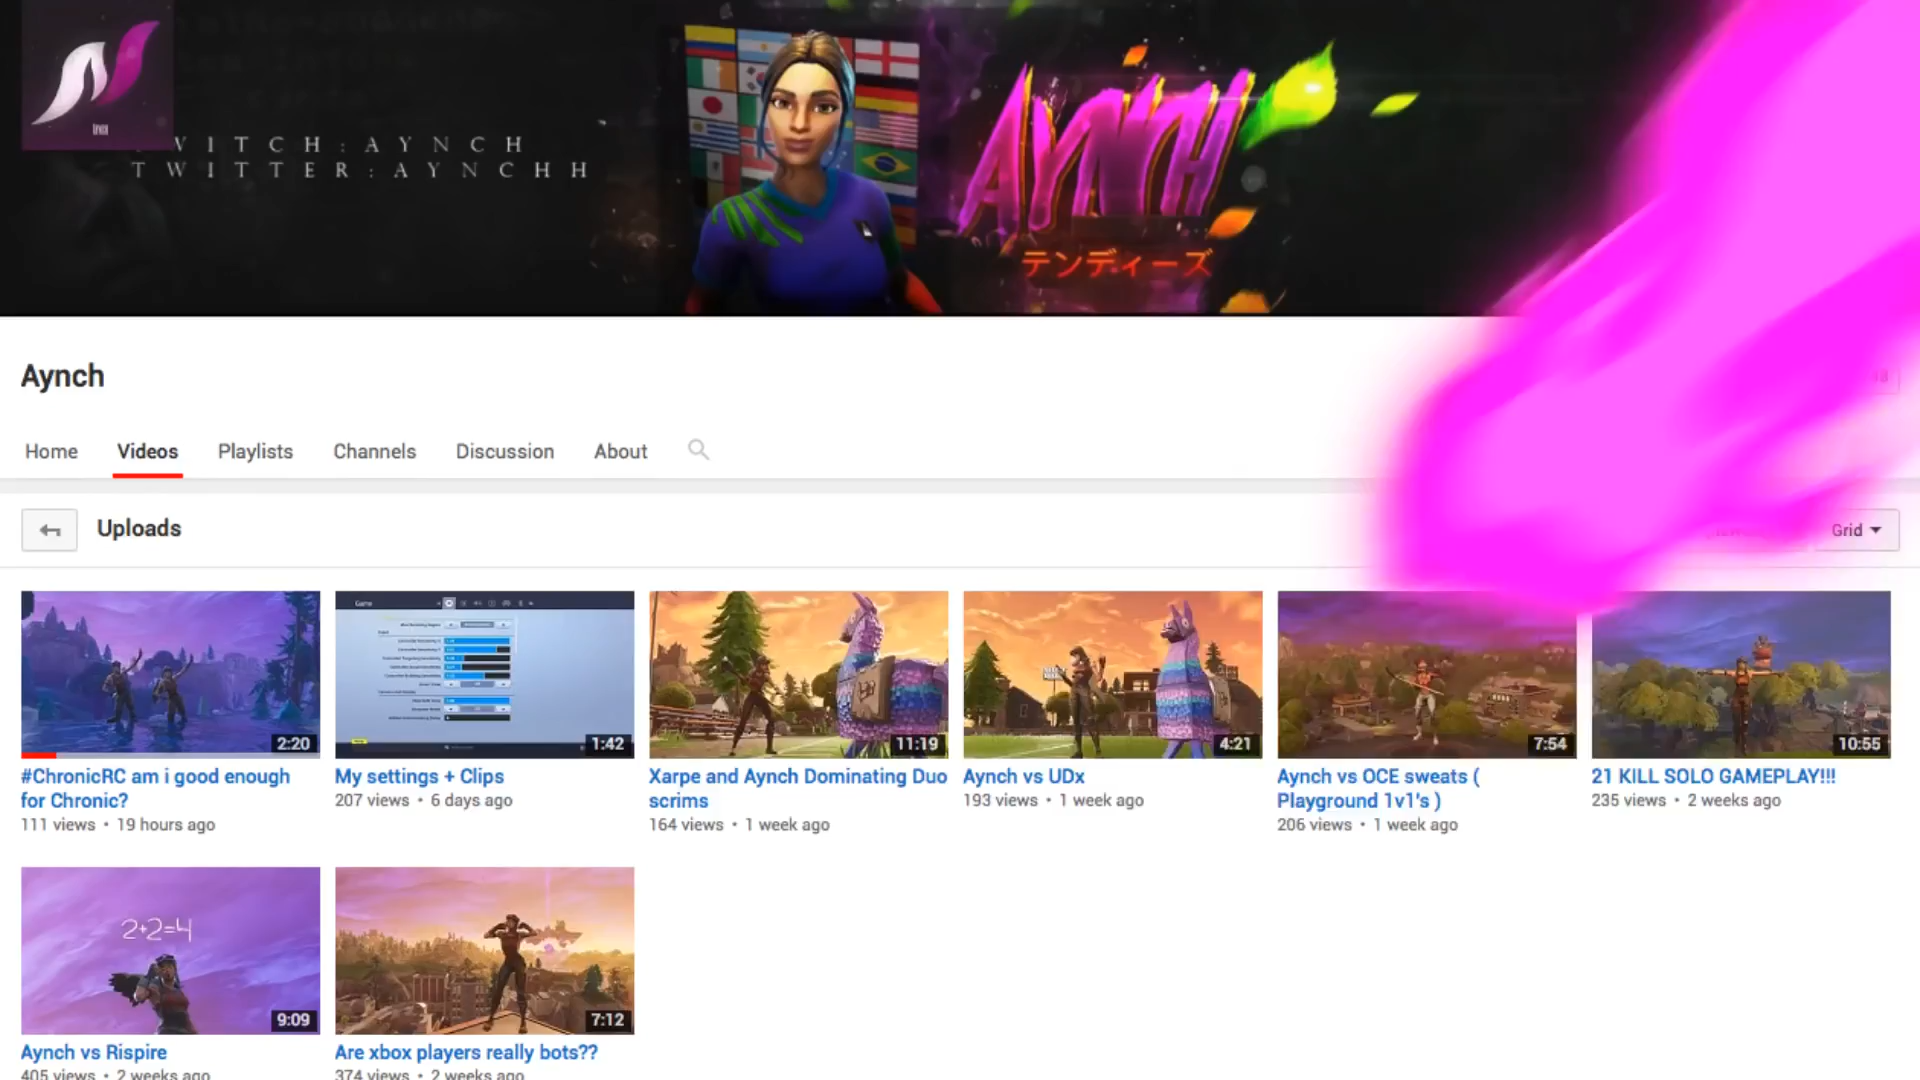 WITCH:AYNCH
TWITTER:AYNCHH
AYNCH
テンディーズ
Aynch
Home Videos Playlists Channels Discussion About
Uploads
Grid
Game
2:20
1:42
11:19
4:21
7:54
10:55
#ChronicRC am i good enough
for Chronic?
111 views • 19 hours ago
My settings + Clips
207 views • 6 days ago
Xarpe and Aynch Dominating Duo
scrims
164 views • 1 week ago
Aynch vs UDx
193 views • 1 week ago
Aynch vs OCE sweats (
Playground 1v1's )
206 views • 1 week ago
21 KILL SOLO GAMEPLAY!!!
235 views • 2 weeks ago
2+2=4
9:09
7:12
Aynch vs Rispire
405 views • 2 weeks ago
Are xbox players really bots??
374 views • 2 weeks ago